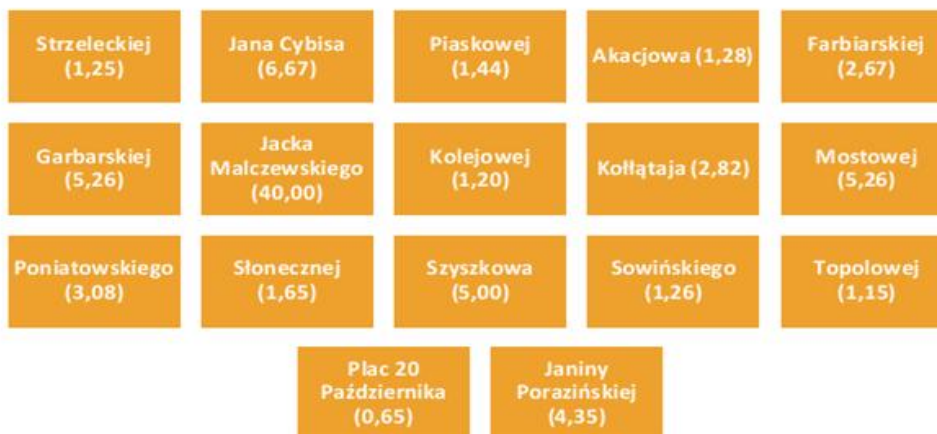 Strzeleckiej
(1,25)
Jana Cybisa
(6,67)
Piaskowej
(1,44)
Akacjowa (1,28)
Farbiarskiej
(2,67)
Garbarskiej
(5,26)
Jacka
Malczewskiego
(40,00)
Kolejowej
(1,20)
Kołłątaja (2,82)
Mostowej
(5,26)
Poniatowskiego
(3,08)
Słonecznej
(1,65)
Szyszkowa
(5,00)
Sowińskiego
(1,26)
Topolowej
(1,15)
Plac 20
Października
(0,65)
Janiny
Porazińskiej
(4,35)